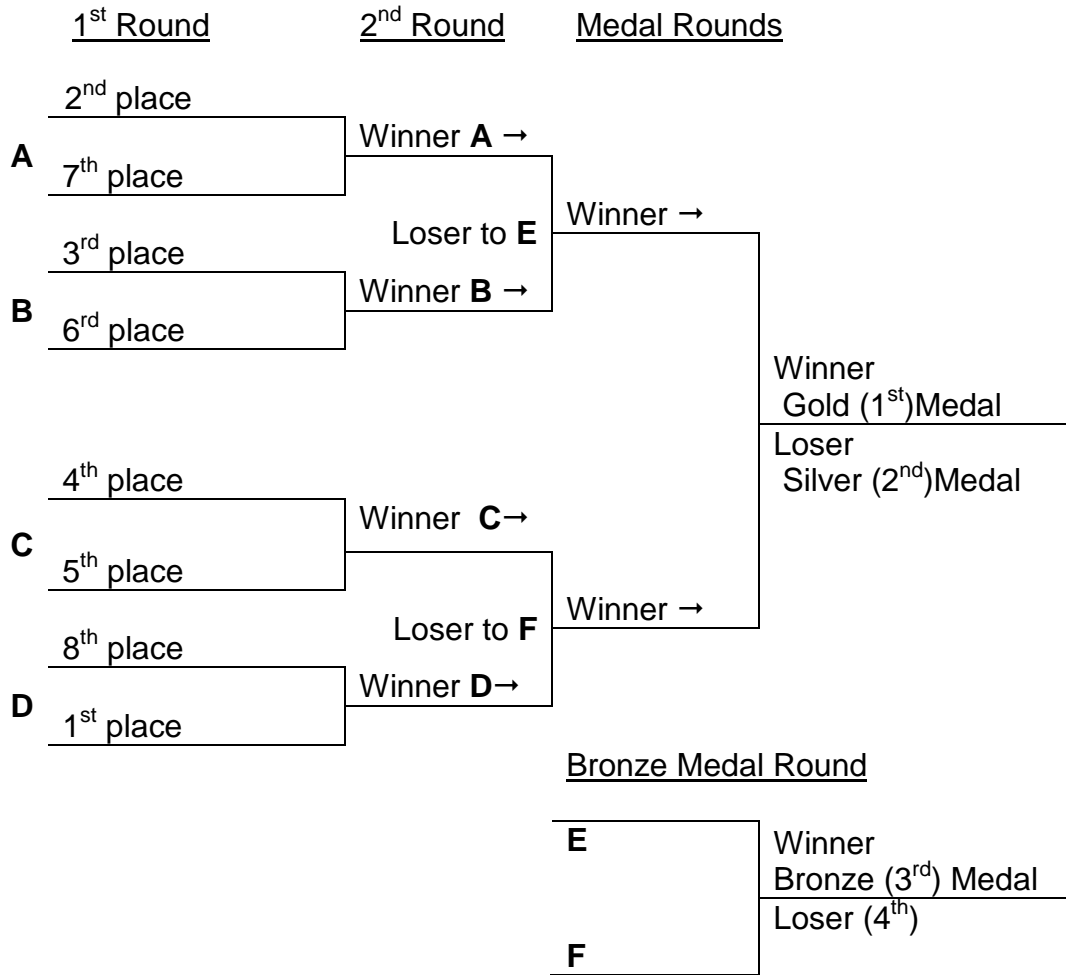 1st Round 2nd Round Medal Rounds
2nd place
A Winner A →
7th place
Winner →
3rd place Loser to E
B Winner B →
6rd place
Winner
Gold (1st)Medal
Loser
Silver (2nd)Medal
4th place
Winner C→
C
5th place
Winner →
8th place Loser to F
Winner D→
D
1st place
Bronze Medal Round
E
Winner
Bronze (3rd) Medal
Loser (4th)
F